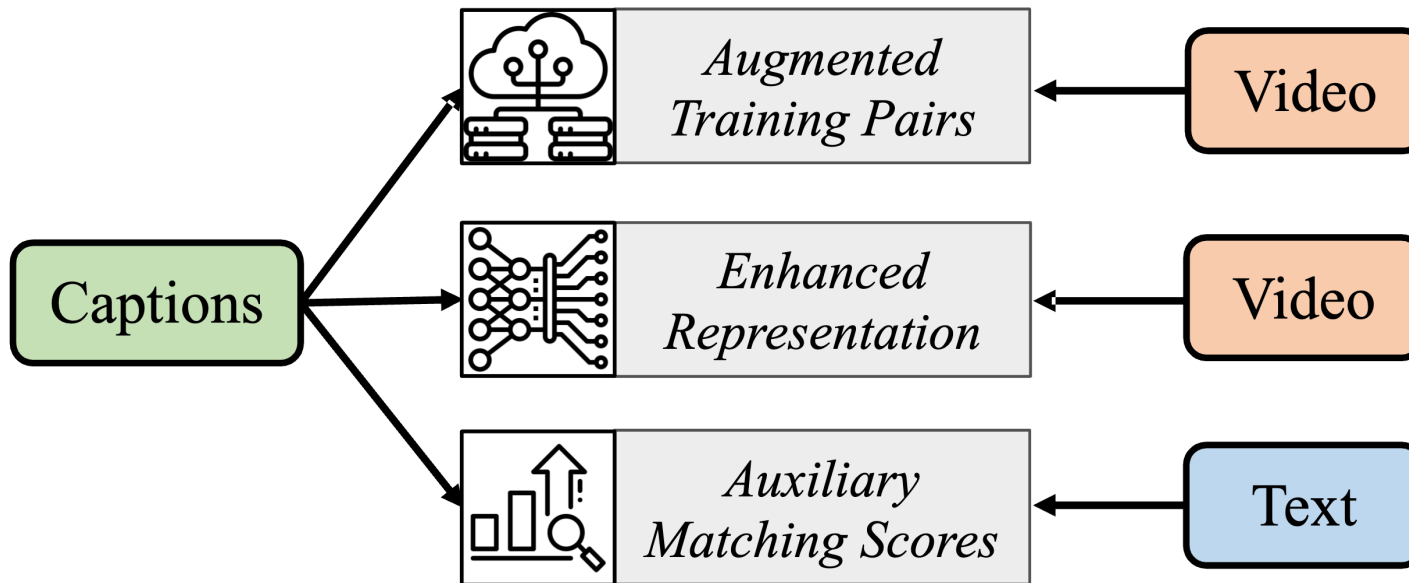 Augmented
Training Pairs
Video
Captions
Enhanced
Representation
Video
Auxiliary
Matching Scores
Text